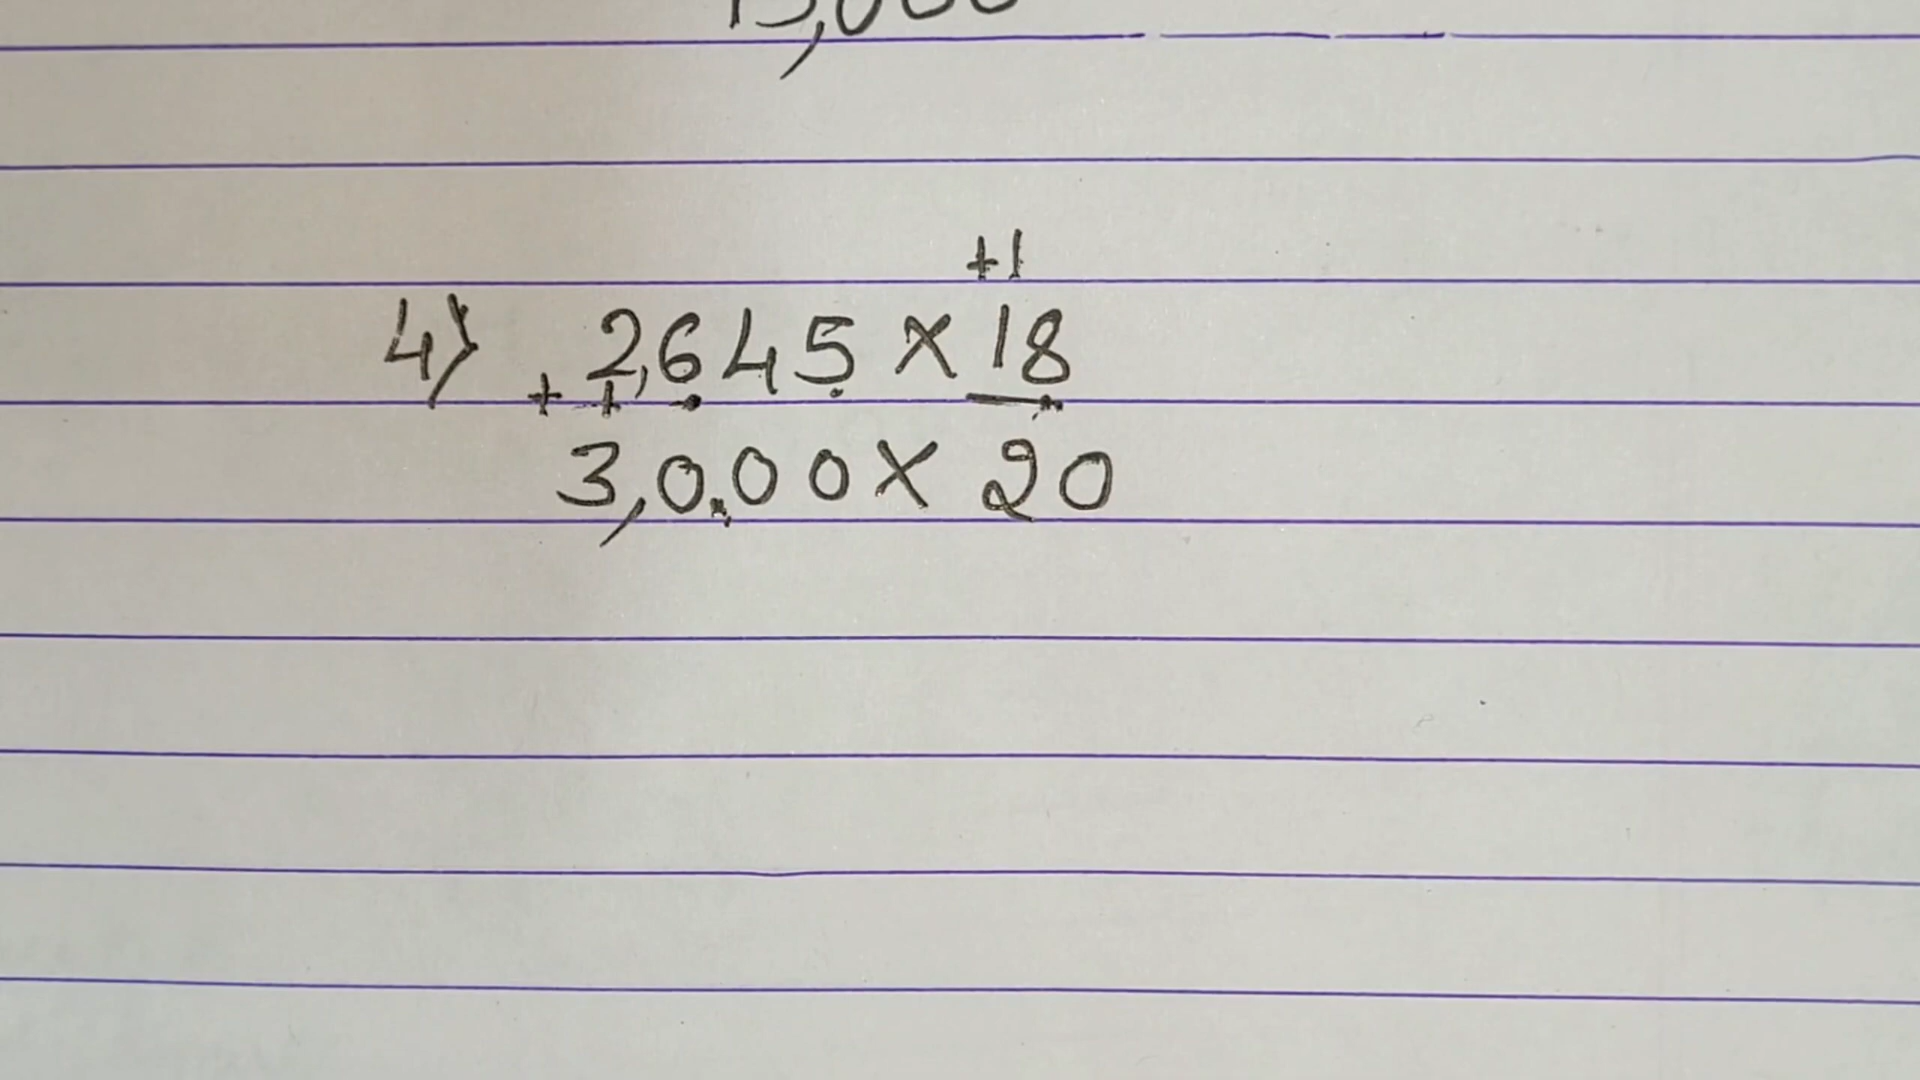 +1
4) 2,645 × 18
+ +
3,000 × 20